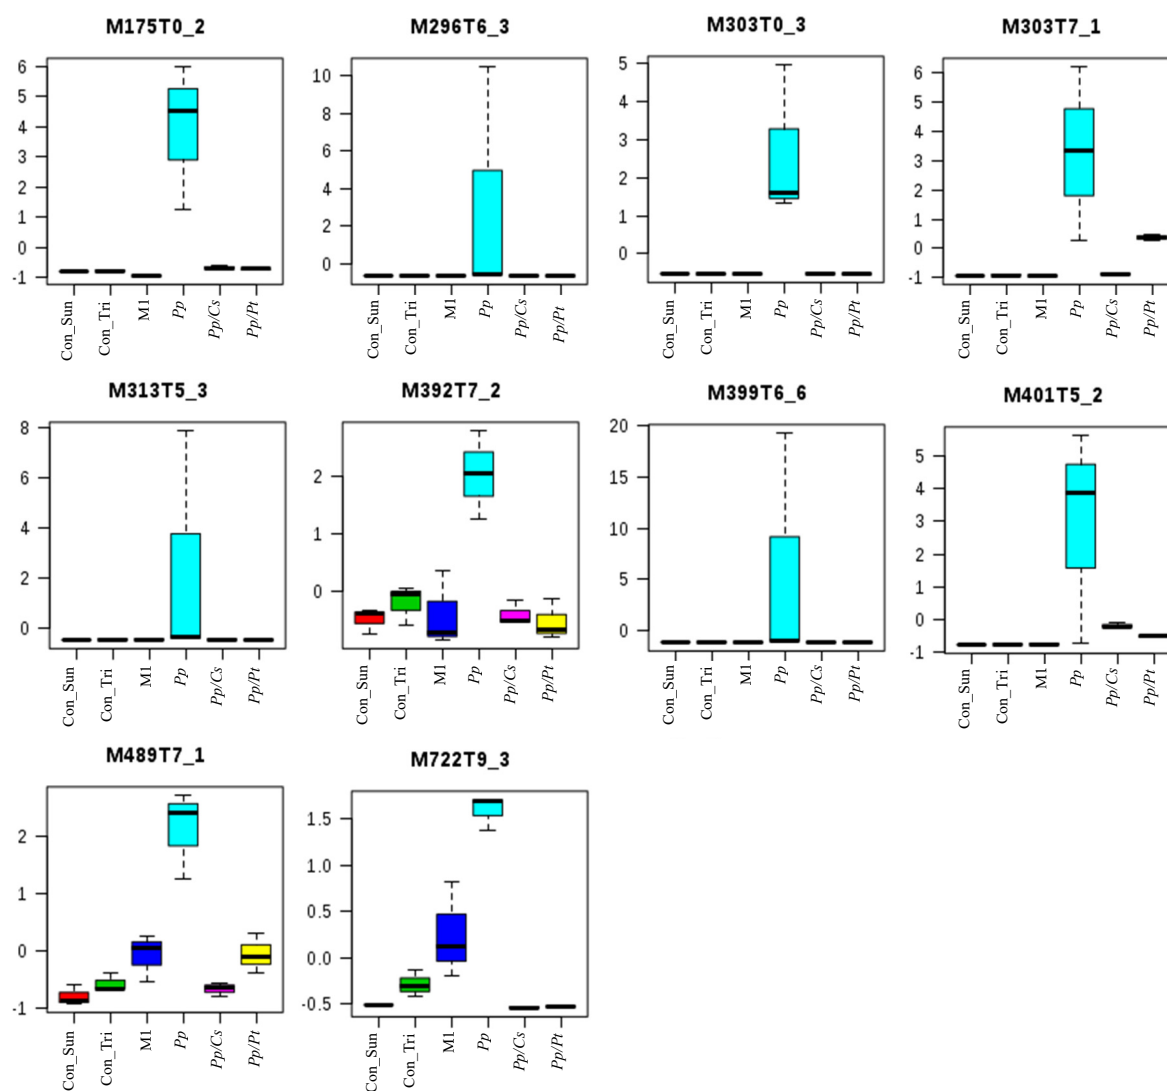 M175T0_2
6
5
4
3
2
1
0
-1
Con_Sun
Con_Tri
M1
Pp
Pp/Cs
Pp/Pt
M296T6_3
10
8
6
4
2
0
Con_Sun
Con_Tri
M1
Pp
Pp/Cs
Pp/Pt
M303T0_3
5
4
3
2
1
0
Con_Sun
Con_Tri
M1
Pp
Pp/Cs
Pp/Pt
M303T7_1
6
5
4
3
2
1
0
-1
Con_Sun
Con_Tri
M1
Pp
Pp/Cs
Pp/Pt
M313T5_3
8
6
4
2
0
Con_Sun
Con_Tri
M1
Pp
Pp/Cs
Pp/Pt
M392T7_2
2
1
0
Con_Sun
Con_Tri
M1
Pp
Pp/Cs
Pp/Pt
M399T6_6
20
15
10
5
0
Con_Sun
Con_Tri
M1
Pp
Pp/Cs
Pp/Pt
M401T5_2
5
4
3
2
1
0
-1
Con_Sun
Con_Tri
M1
Pp
Pp/Cs
Pp/Pt
M489T7_1
2
1
0
-1
Con_Sun
Con_Tri
M1
Pp
Pp/Cs
Pp/Pt
M722T9_3
1.5
1.0
0.5
0.0
-0.5
Con_Sun
Con_Tri
M1
Pp
Pp/Cs
Pp/Pt